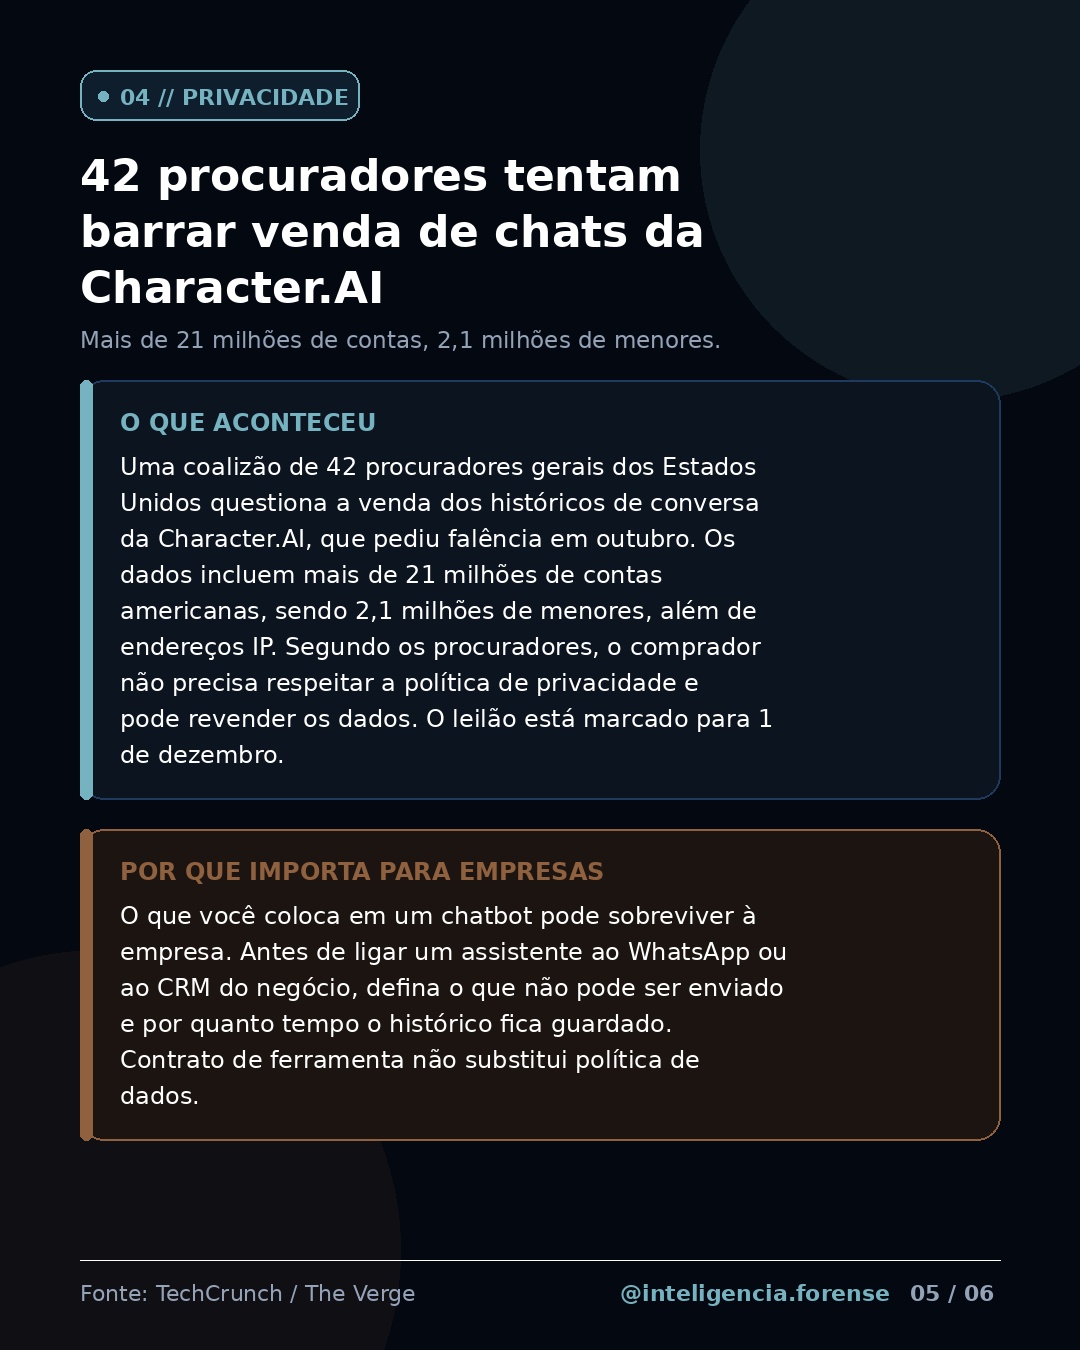 04 // PRIVACIDADE
42 procuradores tentam
barrar venda de chats da
Character.AI
Mais de 21 milhões de contas, 2,1 milhões de menores.
O QUE ACONTECEU
Uma coalizão de 42 procuradores gerais dos Estados
Unidos questiona a venda dos históricos de conversa
da Character.AI, que pediu falência em outubro. Os
dados incluem mais de 21 milhões de contas
americanas, sendo 2,1 milhões de menores, além de
endereços IP. Segundo os procuradores, o comprador
não precisa respeitar a política de privacidade e
pode revender os dados. O leilão está marcado para 1
de dezembro.
POR QUE IMPORTA PARA EMPRESAS
O que você coloca em um chatbot pode sobreviver à
empresa. Antes de ligar um assistente ao WhatsApp ou
ao CRM do negócio, defina o que não pode ser enviado
e por quanto tempo o histórico fica guardado.
Contrato de ferramenta não substitui política de
dados.
Fonte: TechCrunch / The Verge
@inteligencia.forense 05 / 06